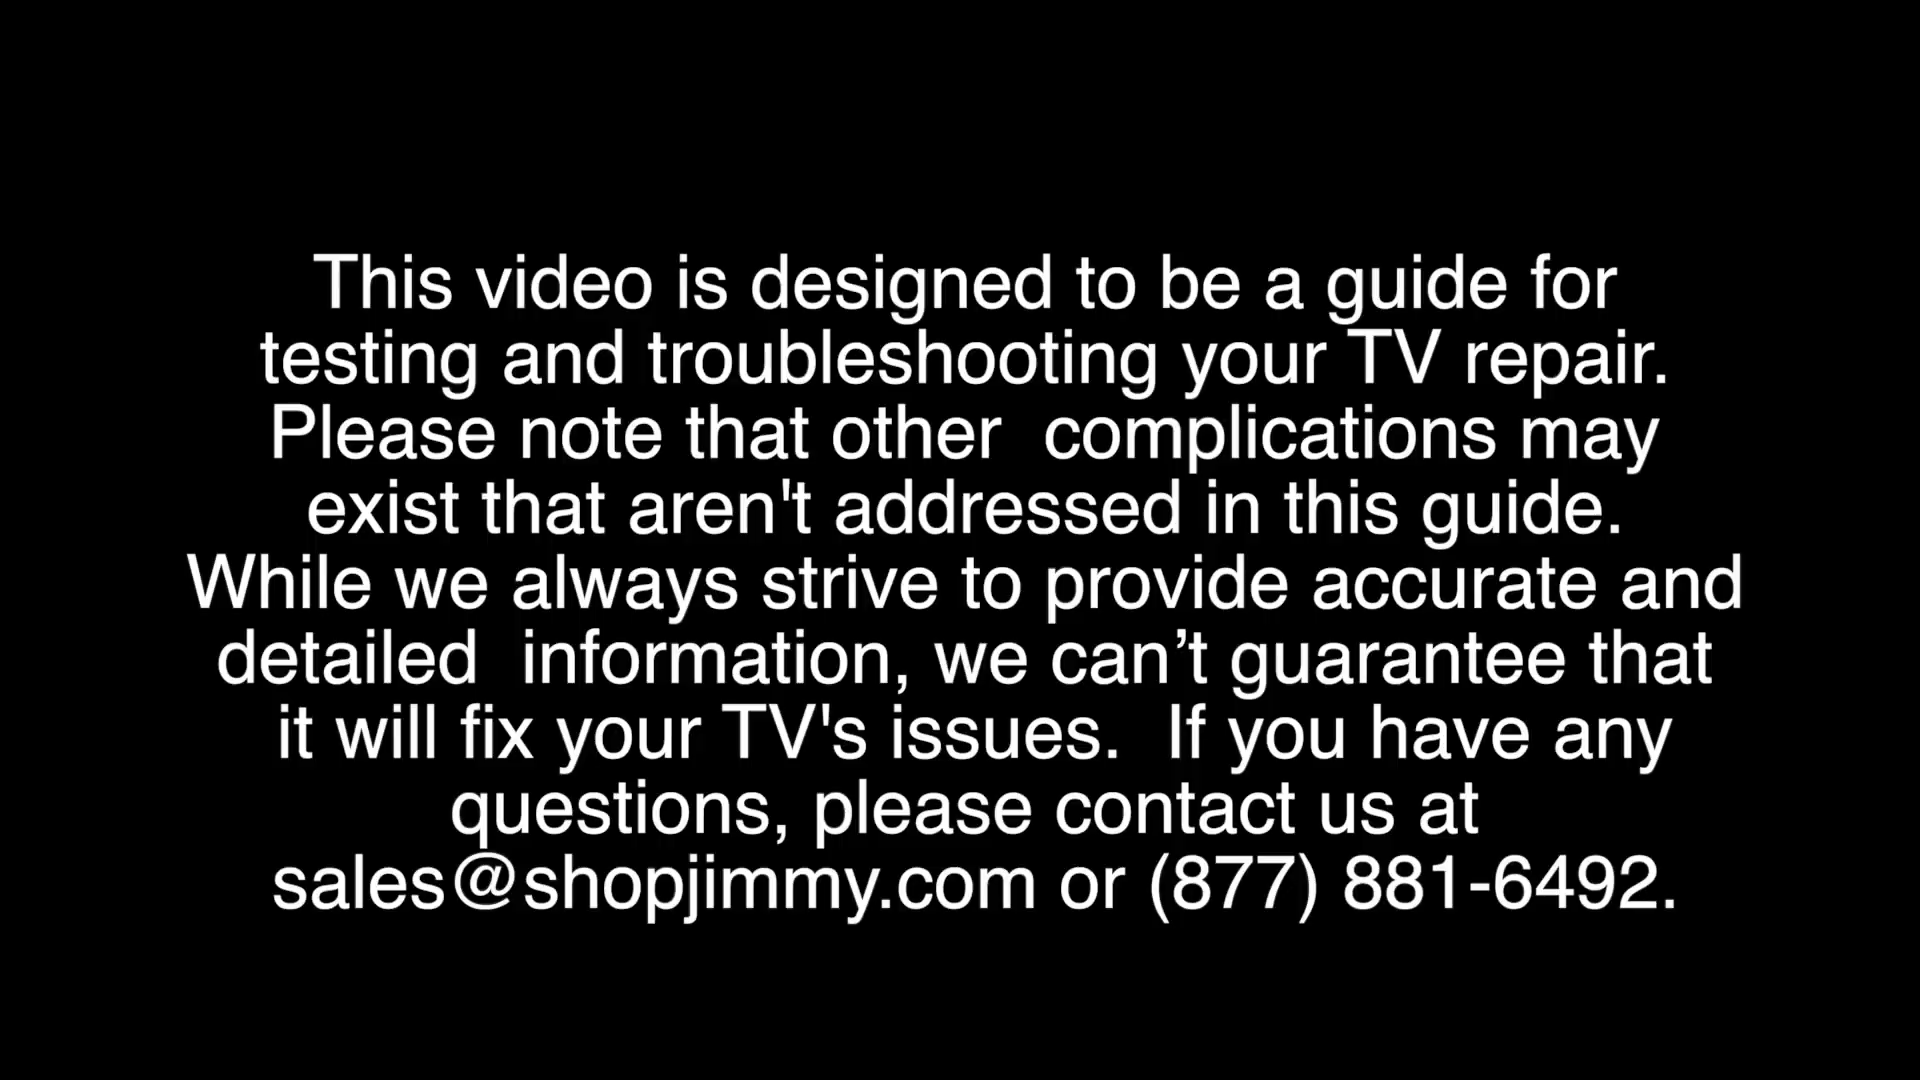 This video is designed to be a guide for
testing and troubleshooting your TV repair.
Please note that other  complications may
exist that aren't addressed in this guide.
While we always strive to provide accurate and
detailed  information, we can’t guarantee that
it will fix your TV's issues.  If you have any
questions, please contact us at
sales@shopjimmy.com or (877) 881-6492.